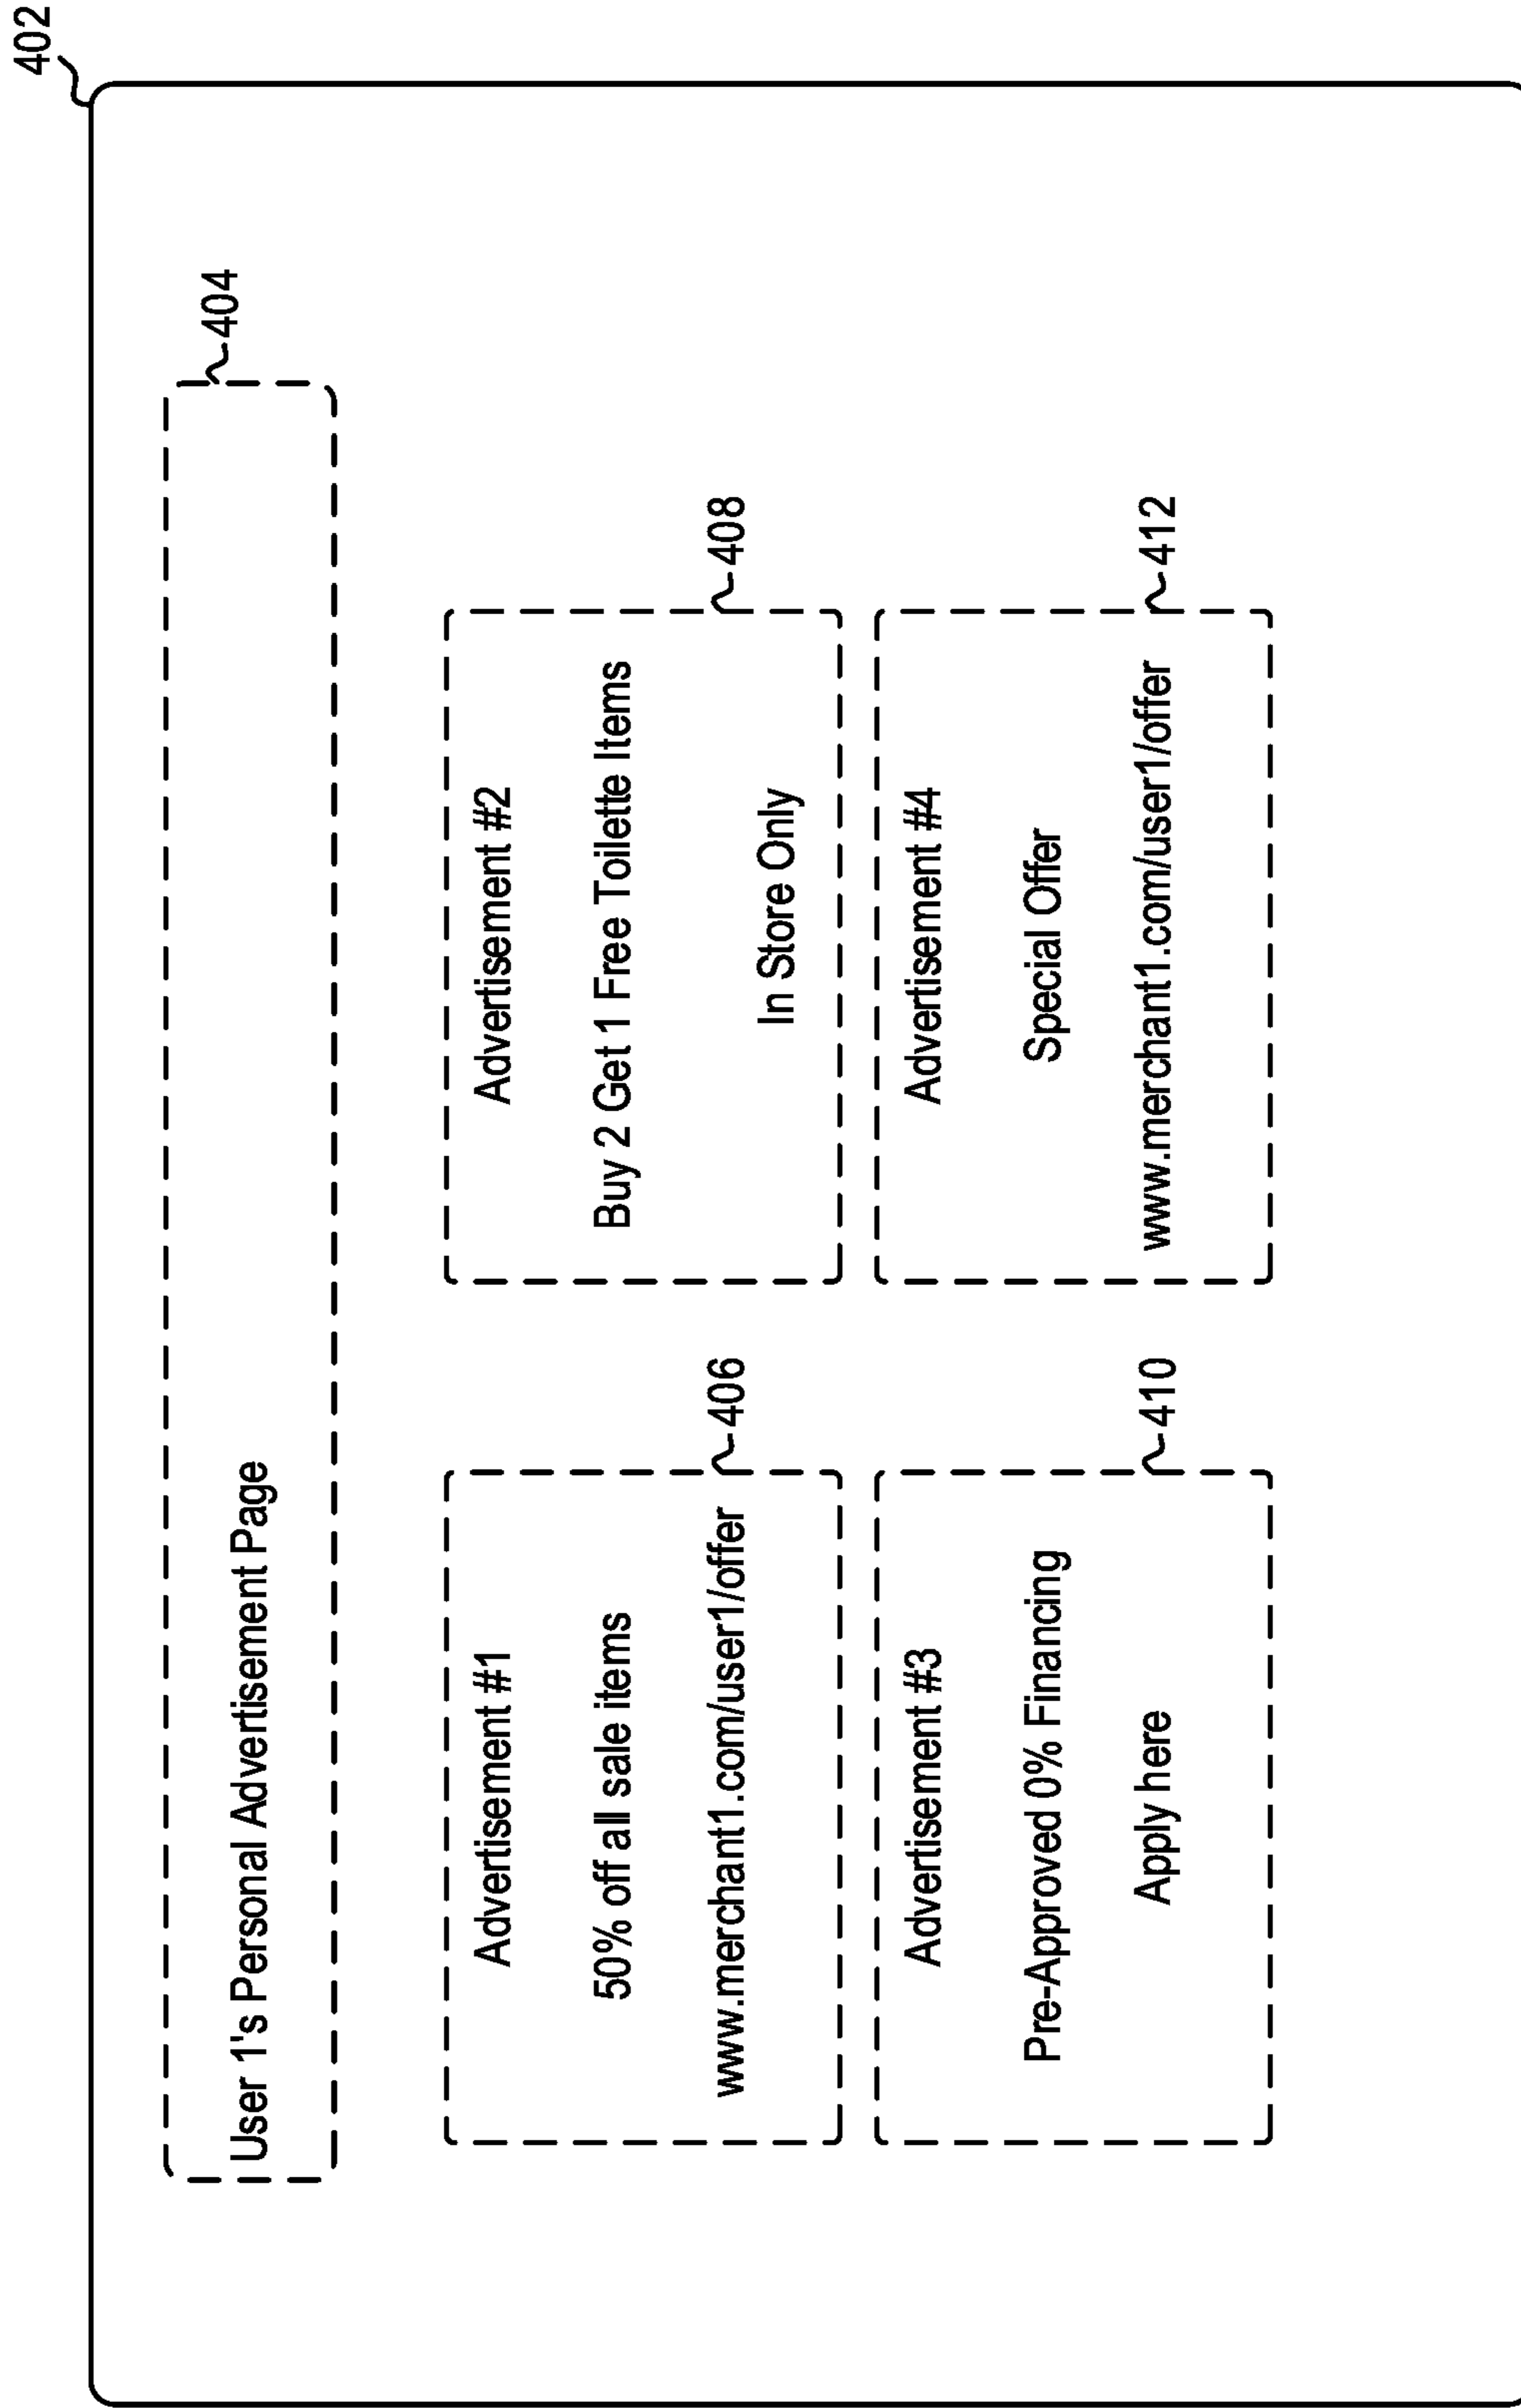 402
User 1's Personal Advertisement Page
404
Advertisement #1
50% off all sale items
www.merchant1.com/user1/offer
406
Advertisement #2
Buy 2 Get 1 Free Toilette Items
In Store Only
408
Advertisement #3
Pre-Approved 0% Financing
Apply here
410
Advertisement #4
Special Offer
www.merchant1.com/user1/offer
412